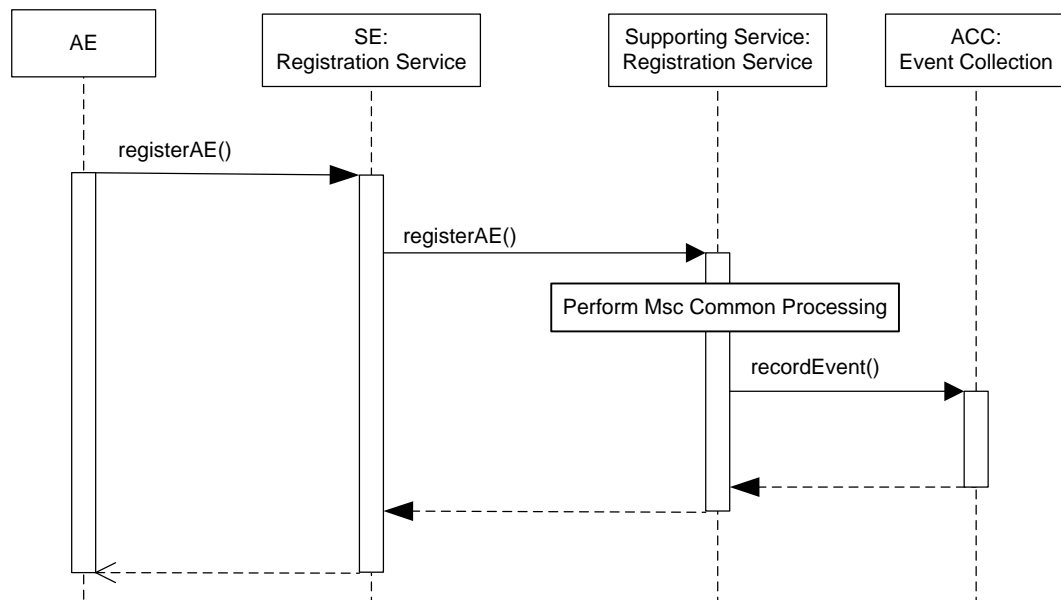 AE
SE:
Registration Service
Supporting Service:
Registration Service
ACC:
Event Collection
registerAE()
registerAE()
Perform Msc Common Processing
recordEvent()